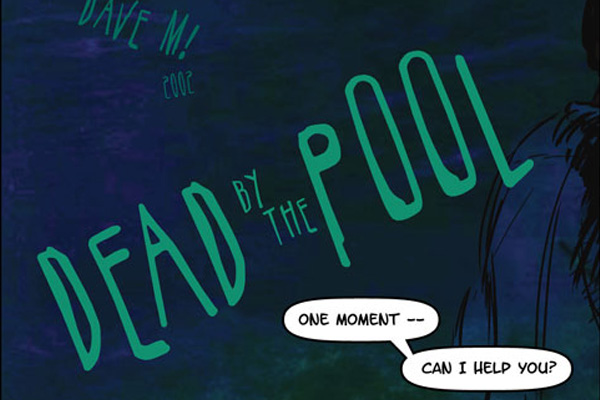 DAVE M!
2002
DEAD BY THE POOL
ONE MOMENT --
CAN I HELP YOU?